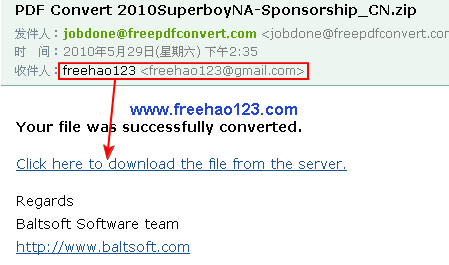 PDF Convert 2010SuperboyNA-Sponsorship_CN.zip
发件人：jobdone@freepdfconvert.com <jobdone@freepdfconvert.com
时　间：2010年5月29日(星期六) 下午2:35
收件人：freehao123 <freehao123@gmail.com>
www.freehao123.com
Your file was successfully converted.
Click here to download the file from the server.
Regards
Baltsoft Software team
http://www.baltsoft.com